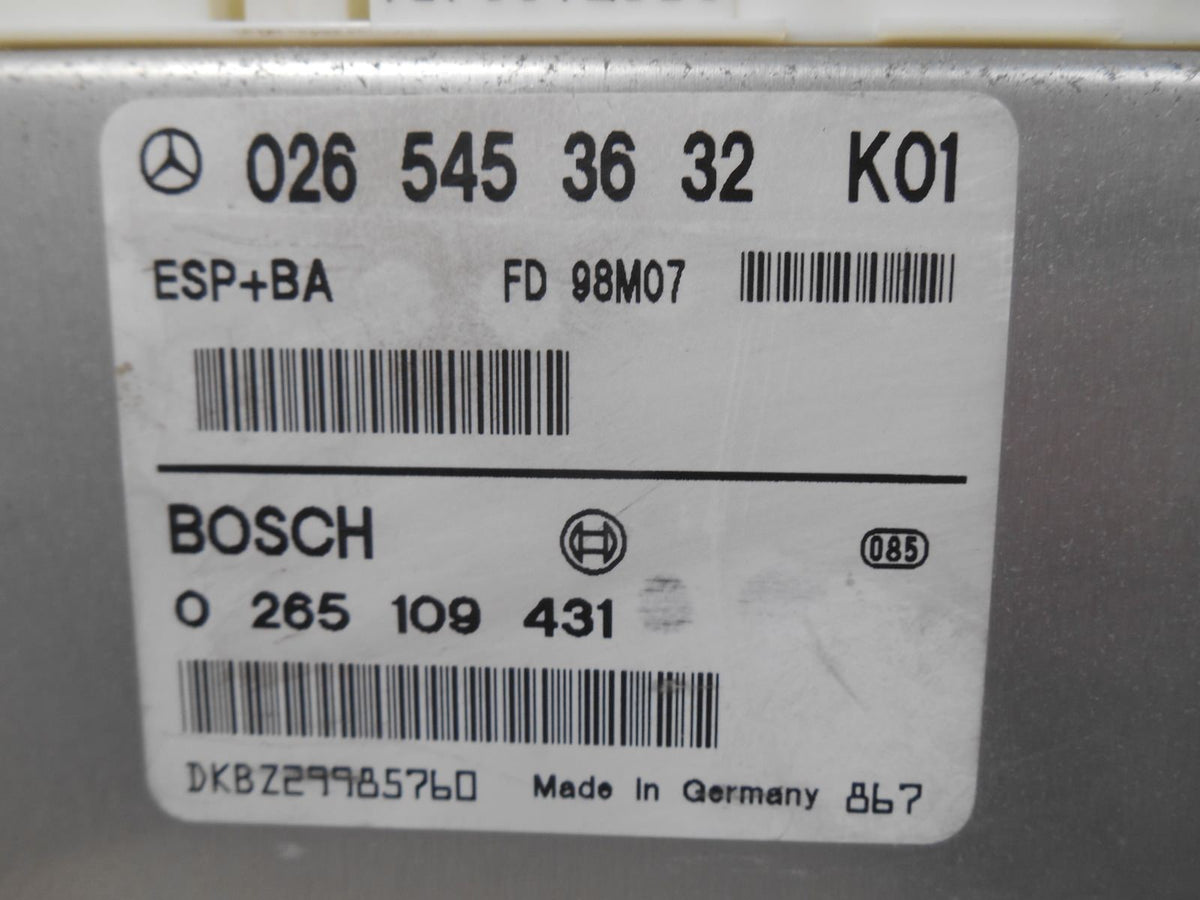 026 545 36 32 K01
ESP+BA FD 98M07
BOSCH 085
0 265 109 431
DKBZ29985760 Made In Germany 867